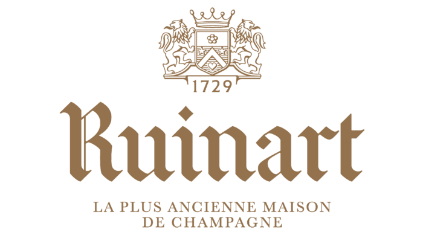 1729
Ruinart
LA PLUS ANCIENNE MAISON
DE CHAMPAGNE